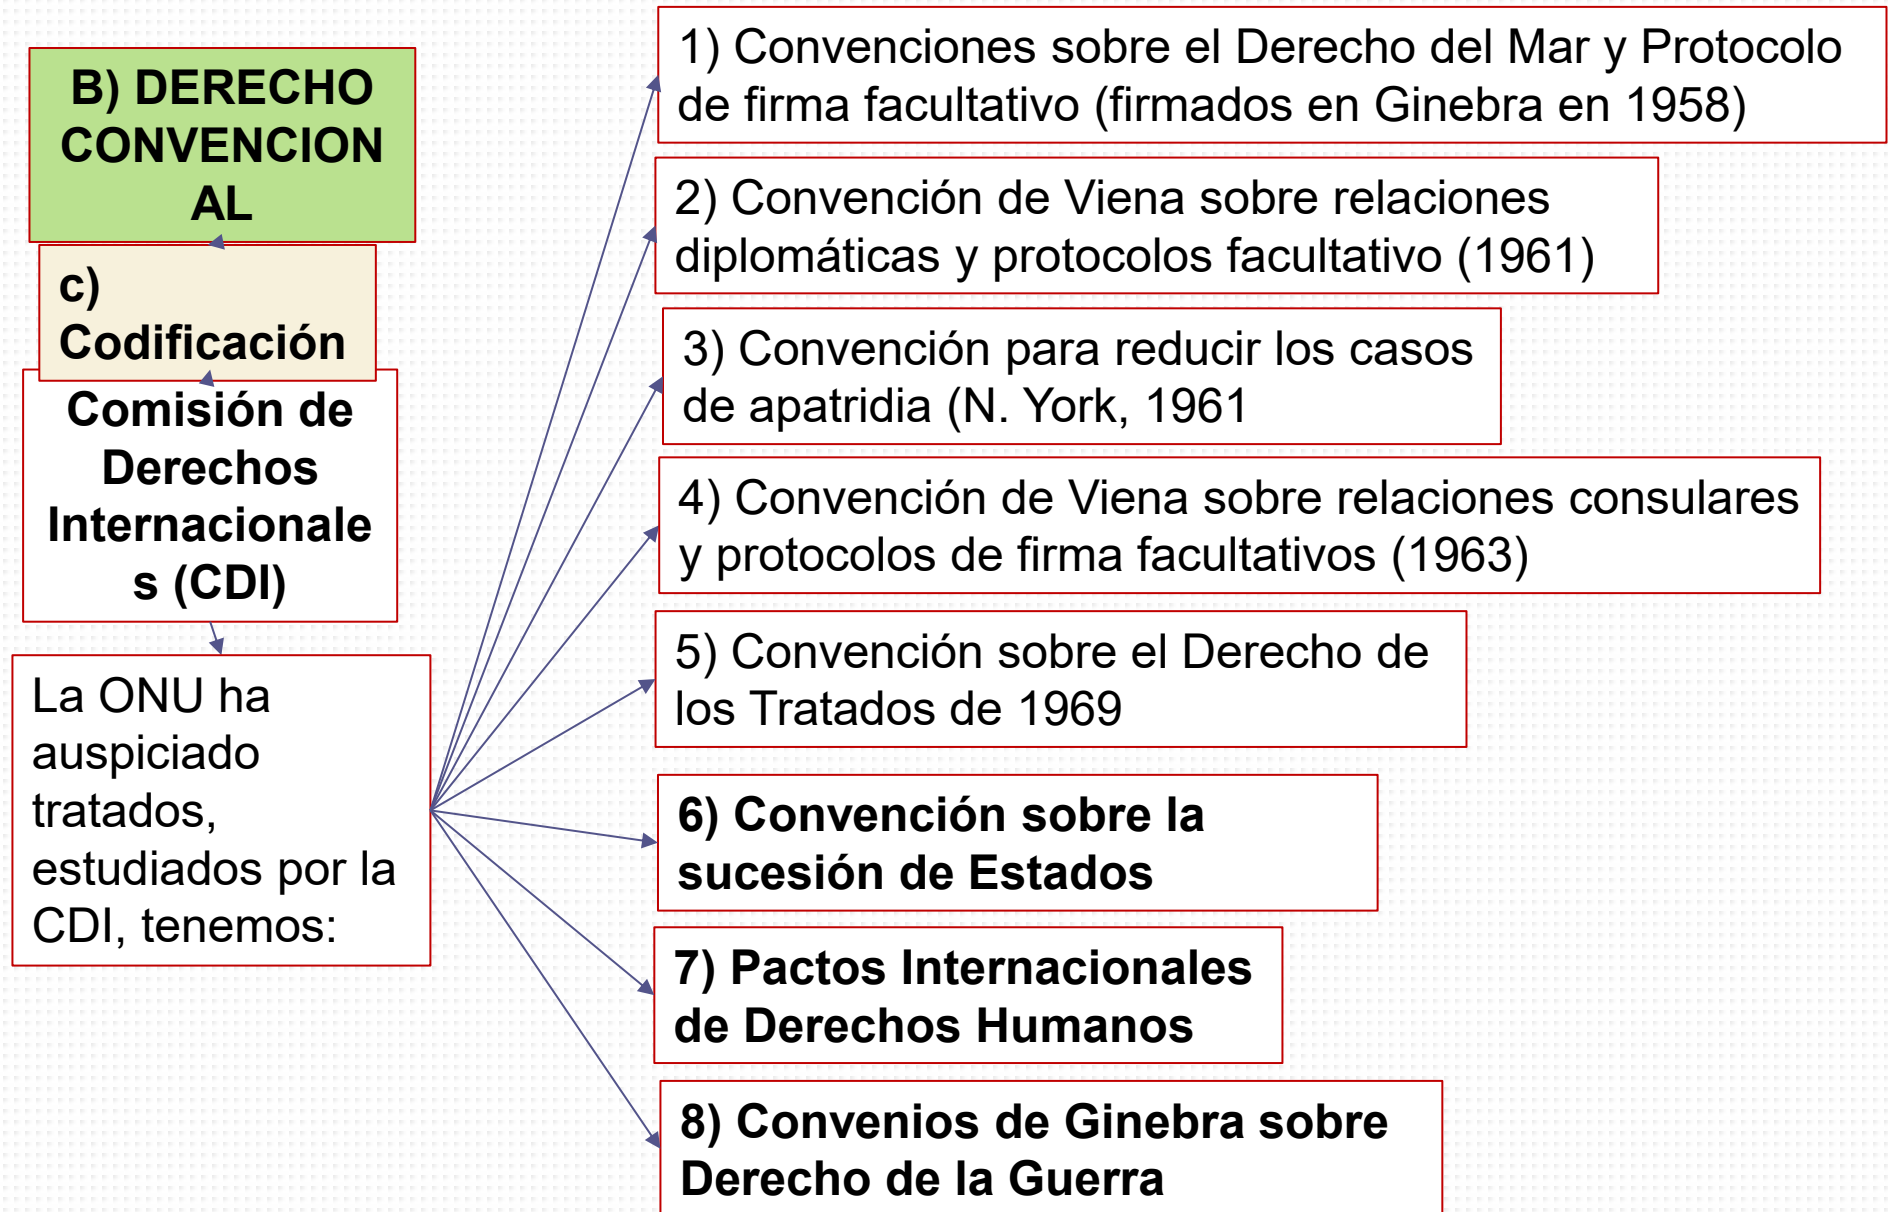 B) DERECHO
CONVENCION
AL
c)
Codificación
Comisión de
Derechos
Internacionale
s (CDI)
La ONU ha
auspiciado
tratados,
estudiados por la
CDI, tenemos:
1) Convenciones sobre el Derecho del Mar y Protocolo
de firma facultativo (firmados en Ginebra en 1958)
2) Convención de Viena sobre relaciones
diplomáticas y protocolos facultativo (1961)
3) Convención para reducir los casos
de apatridia (N. York, 1961
4) Convención de Viena sobre relaciones consulares
y protocolos de firma facultativos (1963)
5) Convención sobre el Derecho de
los Tratados de 1969
6) Convención sobre la
sucesión de Estados
7) Pactos Internacionales
de Derechos Humanos
8) Convenios de Ginebra sobre
Derecho de la Guerra